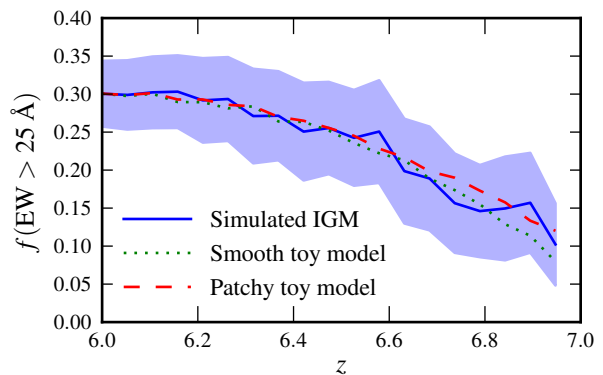 0.40
0.35
0.30
0.25
0.20
0.15
0.10
0.05
0.00
f(EW > 25 Å)
Simulated IGM
Smooth toy model
Patchy toy model
6.0 6.2 6.4 6.6 6.8 7.0
z